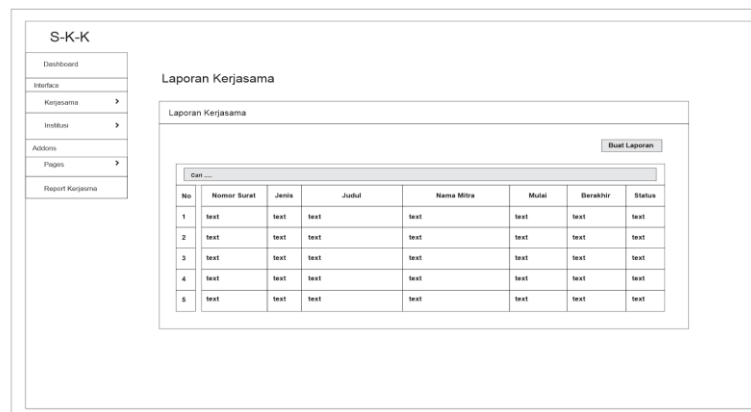 S-K-K
Dashboard
Interface
Kerjasama >
Institusi >
Addons
Pages >
Report Kerjesma
Laporan Kerjasama
Laporan Kerjasama
Buat Laporan
Cari .....
No Nomor Surat Jenis Judul Nama Mitra Mulai Berakhir Status
1 text text text text text text text
2 text text text text text text text
3 text text text text text text text
4 text text text text text text text
5 text text text text text text text